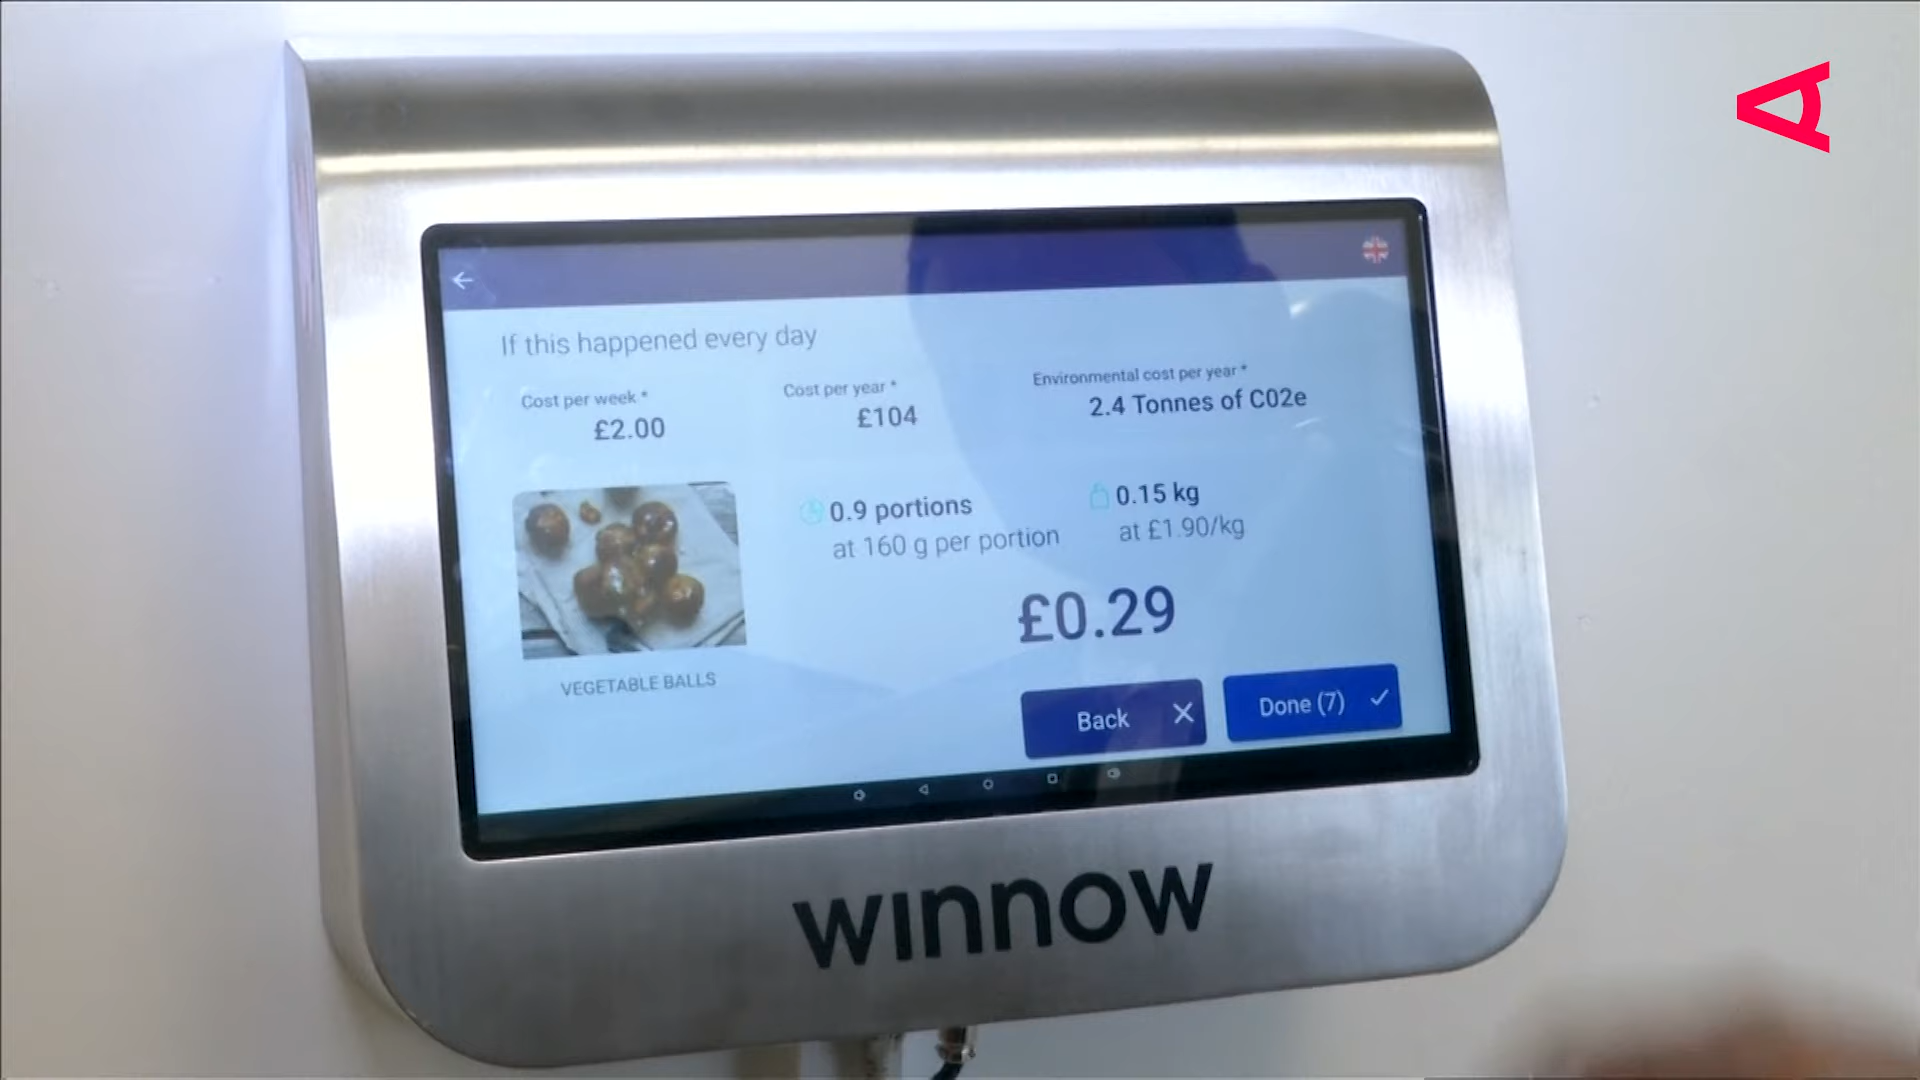 If this happened every day
Cost per week *
£2.00
Cost per year *
£104
Environmental cost per year *
2.4 Tonnes of C02e
0.9 portions
at 160 g per portion
0.15 kg
at £1.90/kg
£0.29
VEGETABLE BALLS
Back
Done (7)
winnow